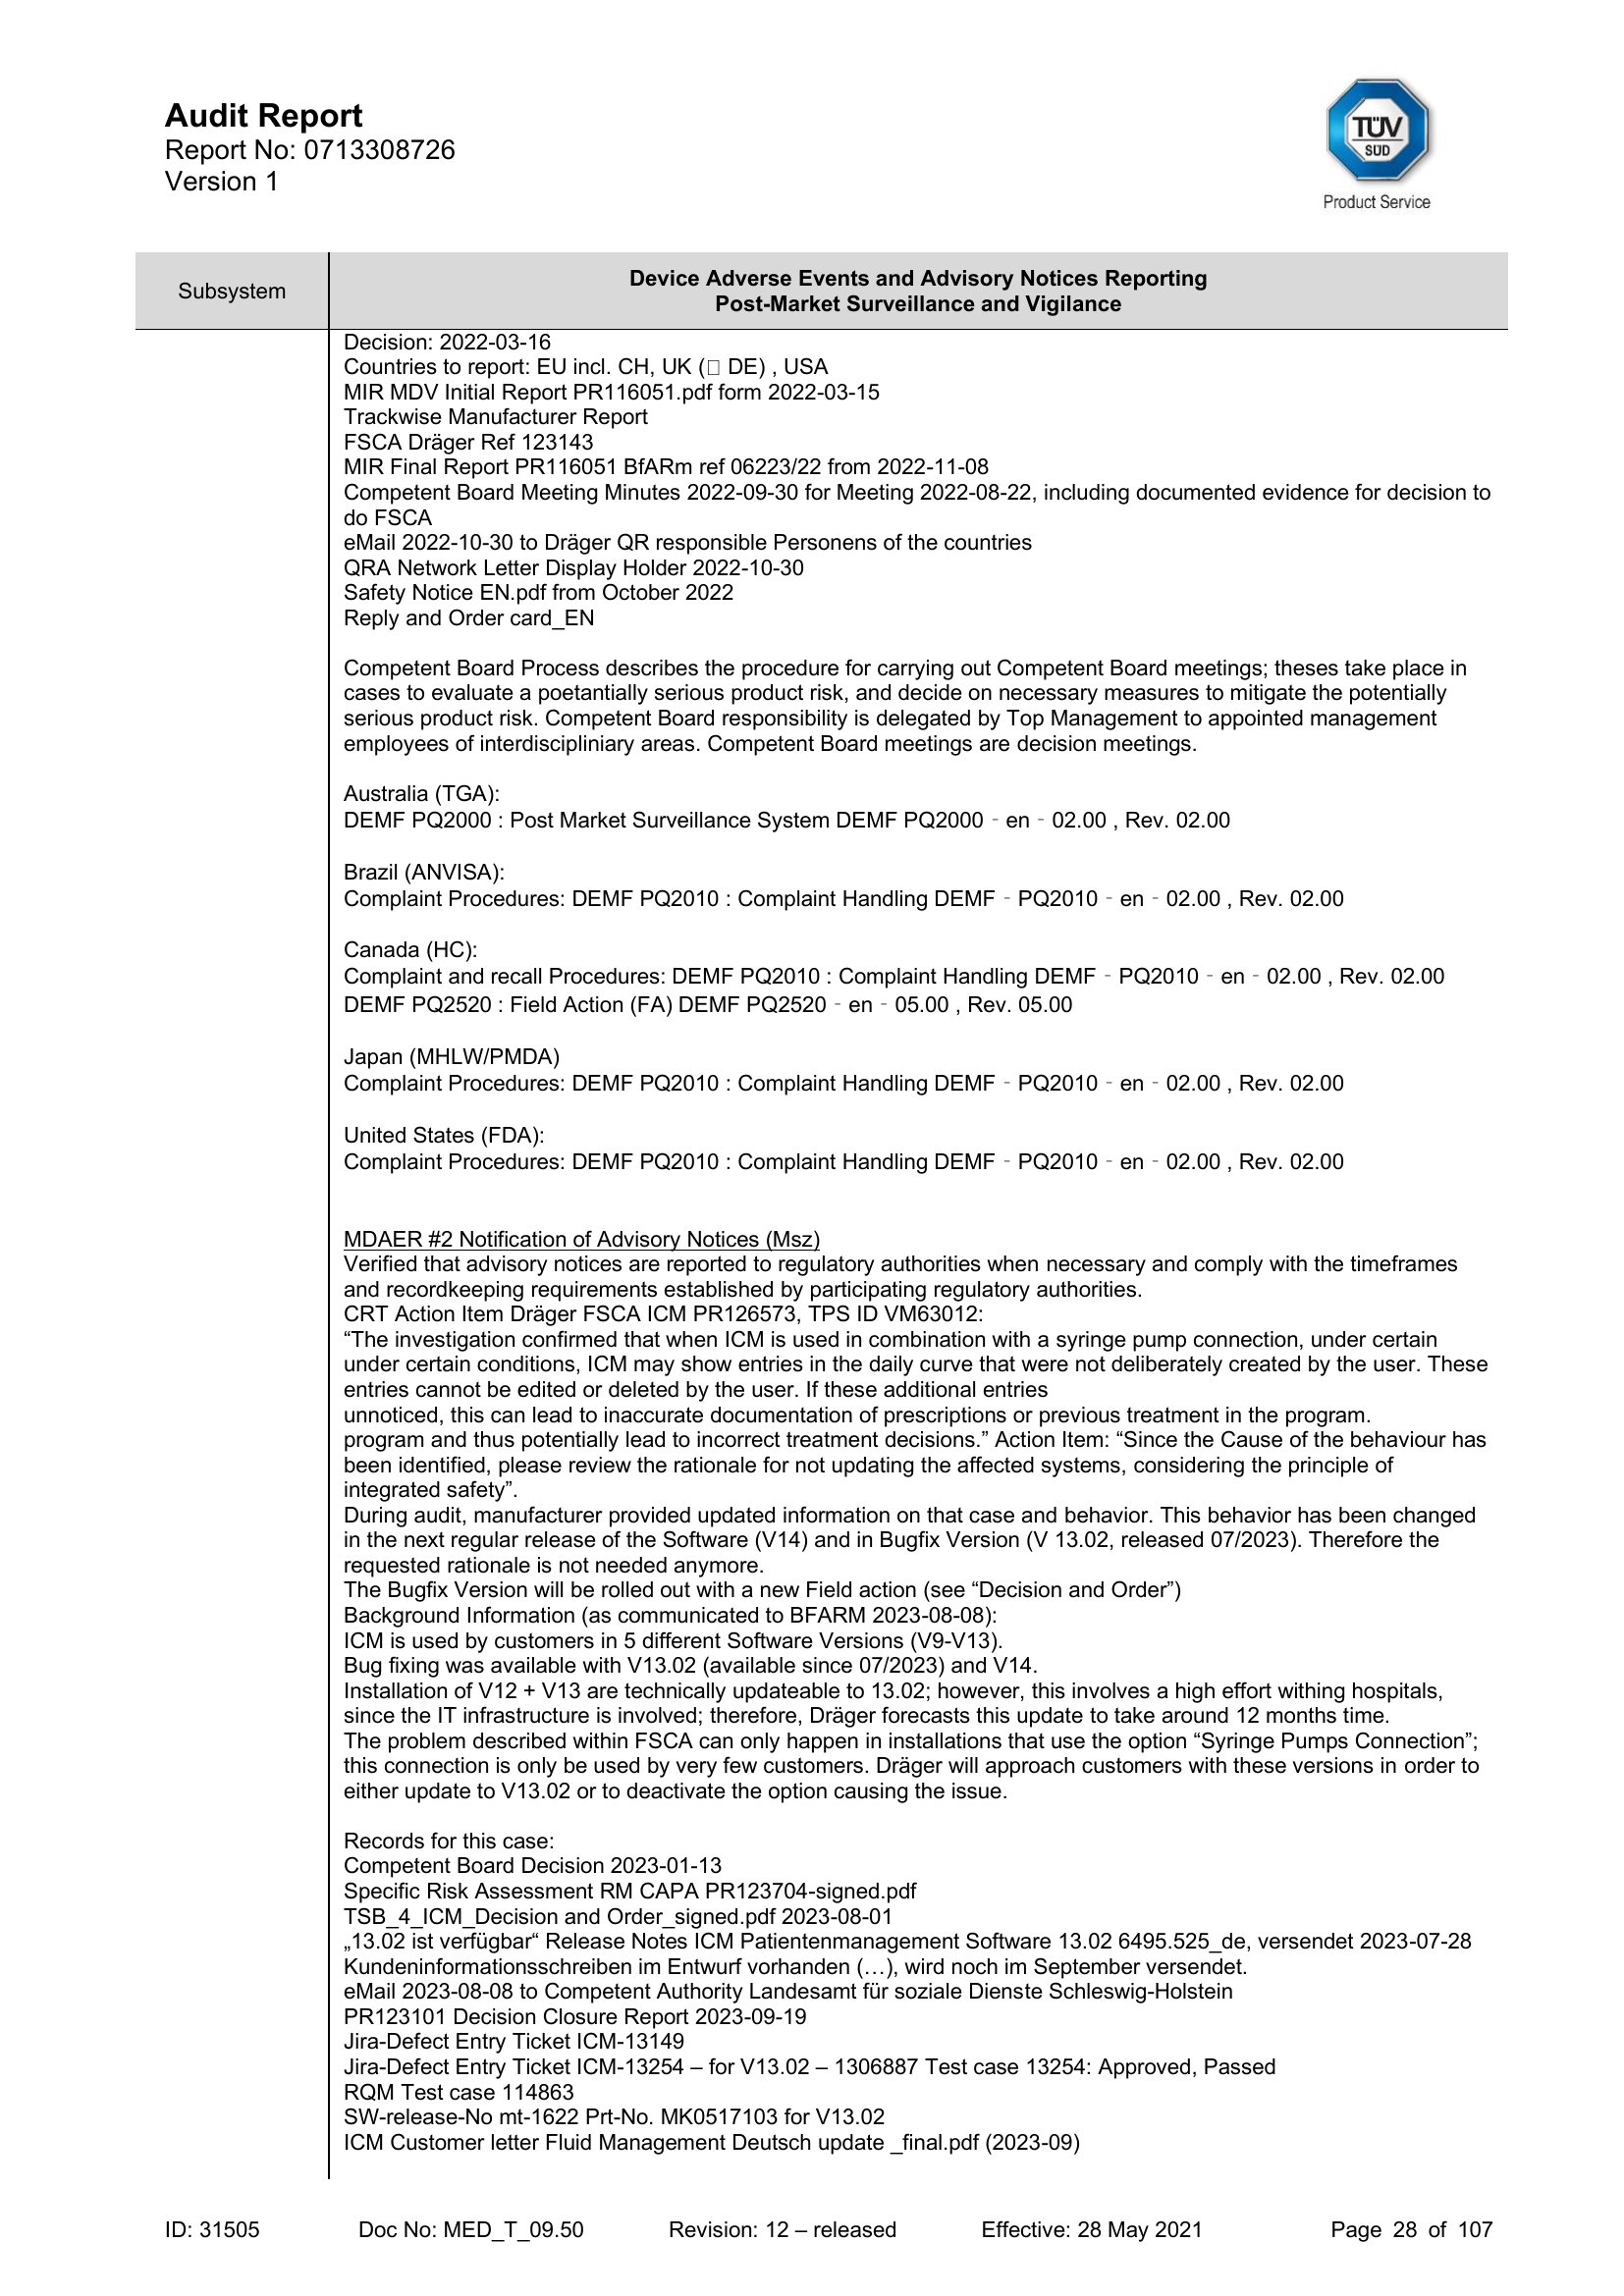 Audit Report
Report No: 0713308726
Version 1
TÜV
SÜD
Product Service
Subsystem
Device Adverse Events and Advisory Notices Reporting
Post-Market Surveillance and Vigilance
Decision: 2022-03-16
Countries to report: EU incl. CH, UK (□ DE) , USA
MIR MDV Initial Report PR116051.pdf form 2022-03-15
Trackwise Manufacturer Report
FSCA Dräger Ref 123143
MIR Final Report PR116051 BfARm ref 06223/22 from 2022-11-08
Competent Board Meeting Minutes 2022-09-30 for Meeting 2022-08-22, including documented evidence for decision to
do FSCA
eMail 2022-10-30 to Dräger QR responsible Personens of the countries
QRA Network Letter Display Holder 2022-10-30
Safety Notice EN.pdf from October 2022
Reply and Order card_EN
Competent Board Process describes the procedure for carrying out Competent Board meetings; theses take place in
cases to evaluate a poetantially serious product risk, and decide on necessary measures to mitigate the potentially
serious product risk. Competent Board responsibility is delegated by Top Management to appointed management
employees of interdiscipliniary areas. Competent Board meetings are decision meetings.
Australia (TGA):
DEMF PQ2000 : Post Market Surveillance System DEMF PQ2000 - en - 02.00 , Rev. 02.00
Brazil (ANVISA):
Complaint Procedures: DEMF PQ2010 : Complaint Handling DEMF - PQ2010 - en - 02.00 , Rev. 02.00
Canada (HC):
Complaint and recall Procedures: DEMF PQ2010 : Complaint Handling DEMF - PQ2010 - en - 02.00 , Rev. 02.00
DEMF PQ2520 : Field Action (FA) DEMF PQ2520 - en - 05.00 , Rev. 05.00
Japan (MHLW/PMDA)
Complaint Procedures: DEMF PQ2010 : Complaint Handling DEMF - PQ2010 - en - 02.00 , Rev. 02.00
United States (FDA):
Complaint Procedures: DEMF PQ2010 : Complaint Handling DEMF - PQ2010 - en - 02.00 , Rev. 02.00
MDAER #2 Notification of Advisory Notices (Msz)
Verified that advisory notices are reported to regulatory authorities when necessary and comply with the timeframes
and recordkeeping requirements established by participating regulatory authorities.
CRT Action Item Dräger FSCA ICM PR126573, TPS ID VM63012:
“The investigation confirmed that when ICM is used in combination with a syringe pump connection, under certain
under certain conditions, ICM may show entries in the daily curve that were not deliberately created by the user. These
entries cannot be edited or deleted by the user. If these additional entries
unnoticed, this can lead to inaccurate documentation of prescriptions or previous treatment in the program.
program and thus potentially lead to incorrect treatment decisions.” Action Item: “Since the Cause of the behaviour has
been identified, please review the rationale for not updating the affected systems, considering the principle of
integrated safety”.
During audit, manufacturer provided updated information on that case and behavior. This behavior has been changed
in the next regular release of the Software (V14) and in Bugfix Version (V 13.02, released 07/2023). Therefore the
requested rationale is not needed anymore.
The Bugfix Version will be rolled out with a new Field action (see “Decision and Order”)
Background Information (as communicated to BFARM 2023-08-08):
ICM is used by customers in 5 different Software Versions (V9-V13).
Bug fixing was available with V13.02 (available since 07/2023) and V14.
Installation of V12 + V13 are technically updateable to 13.02; however, this involves a high effort withing hospitals,
since the IT infrastructure is involved; therefore, Dräger forecasts this update to take around 12 months time.
The problem described within FSCA can only happen in installations that use the option “Syringe Pumps Connection”;
this connection is only be used by very few customers. Dräger will approach customers with these versions in order to
either update to V13.02 or to deactivate the option causing the issue.
Records for this case:
Competent Board Decision 2023-01-13
Specific Risk Assessment RM CAPA PR123704-signed.pdf
TSB_4_ICM_Decision and Order_signed.pdf 2023-08-01
„13.02 ist verfügbar“ Release Notes ICM Patientenmanagement Software 13.02 6495.525_de, versendet 2023-07-28
Kundeninformationsschreiben im Entwurf vorhanden (…), wird noch im September versendet.
eMail 2023-08-08 to Competent Authority Landesamt für soziale Dienste Schleswig-Holstein
PR123101 Decision Closure Report 2023-09-19
Jira-Defect Entry Ticket ICM-13149
Jira-Defect Entry Ticket ICM-13254 – for V13.02 – 1306887 Test case 13254: Approved, Passed
RQM Test case 114863
SW-release-No mt-1622 Prt-No. MK0517103 for V13.02
ICM Customer letter Fluid Management Deutsch update _final.pdf (2023-09)
ID: 31505 Doc No: MED_T_09.50 Revision: 12 – released Effective: 28 May 2021 Page 28 of 107